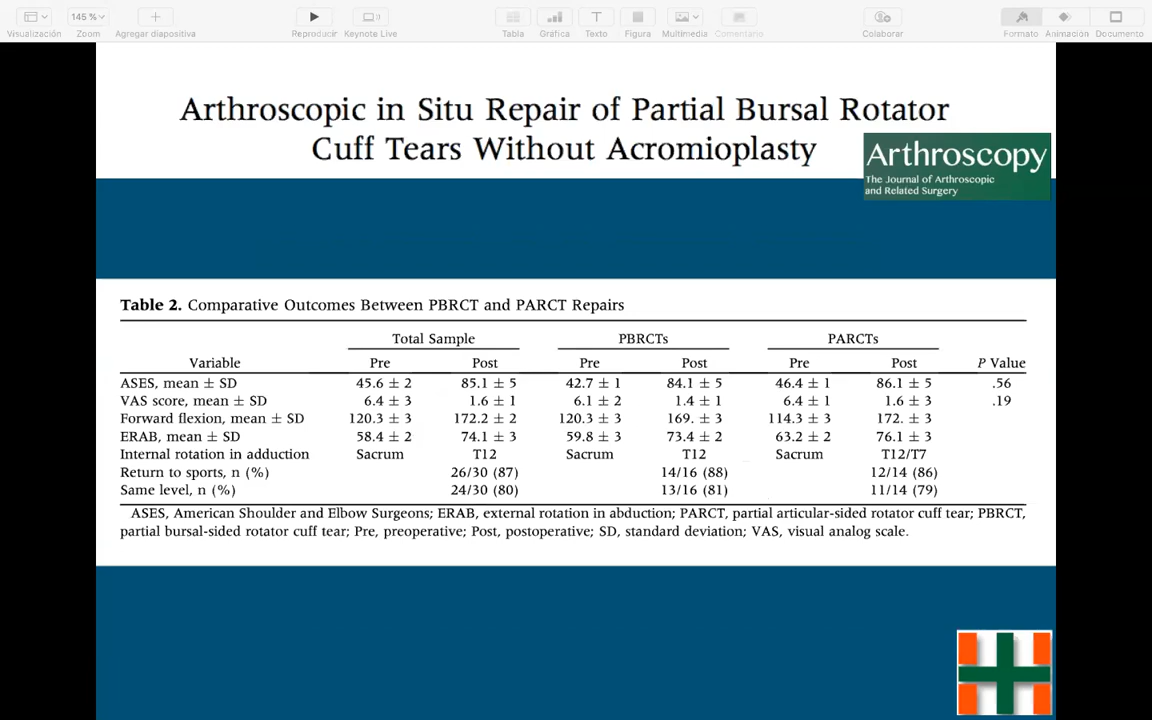 Visualización
145 %
Zoom
Agregar diapositiva
Reproducir
Keynote Live
Tabla
Gráfica
Texto
Figura
Multimedia
Comentario
Colaborar
Formato
Animación
Documento
Arthroscopic in Situ Repair of Partial Bursal Rotator
Cuff Tears Without Acromioplasty
Arthroscopy
The Journal of Arthroscopic
and Related Surgery
Table 2. Comparative Outcomes Between PBRCT and PARCT Repairs
Total Sample PBRCTs PARCTs
Variable Pre Post Pre Post Pre Post P Value
ASES, mean ± SD 45.6 ± 2 85.1 ± 5 42.7 ± 1 84.1 ± 5 46.4 ± 1 86.1 ± 5 .56
VAS score, mean ± SD 6.4 ± 3 1.6 ± 1 6.1 ± 2 1.4 ± 1 6.4 ± 1 1.6 ± 3 .19
Forward flexion, mean ± SD 120.3 ± 3 172.2 ± 2 120.3 ± 3 169. ± 3 114.3 ± 3 172. ± 3
ERAB, mean ± SD 58.4 ± 2 74.1 ± 3 59.8 ± 3 73.4 ± 2 63.2 ± 2 76.1 ± 3
Internal rotation in adduction Sacrum T12 Sacrum T12 Sacrum T12/T7
Return to sports, n (%) 26/30 (87) 14/16 (88) 12/14 (86)
Same level, n (%) 24/30 (80) 13/16 (81) 11/14 (79)
ASES, American Shoulder and Elbow Surgeons; ERAB, external rotation in abduction; PARCT, partial articular-sided rotator cuff tear; PBRCT,
partial bursal-sided rotator cuff tear; Pre, preoperative; Post, postoperative; SD, standard deviation; VAS, visual analog scale.